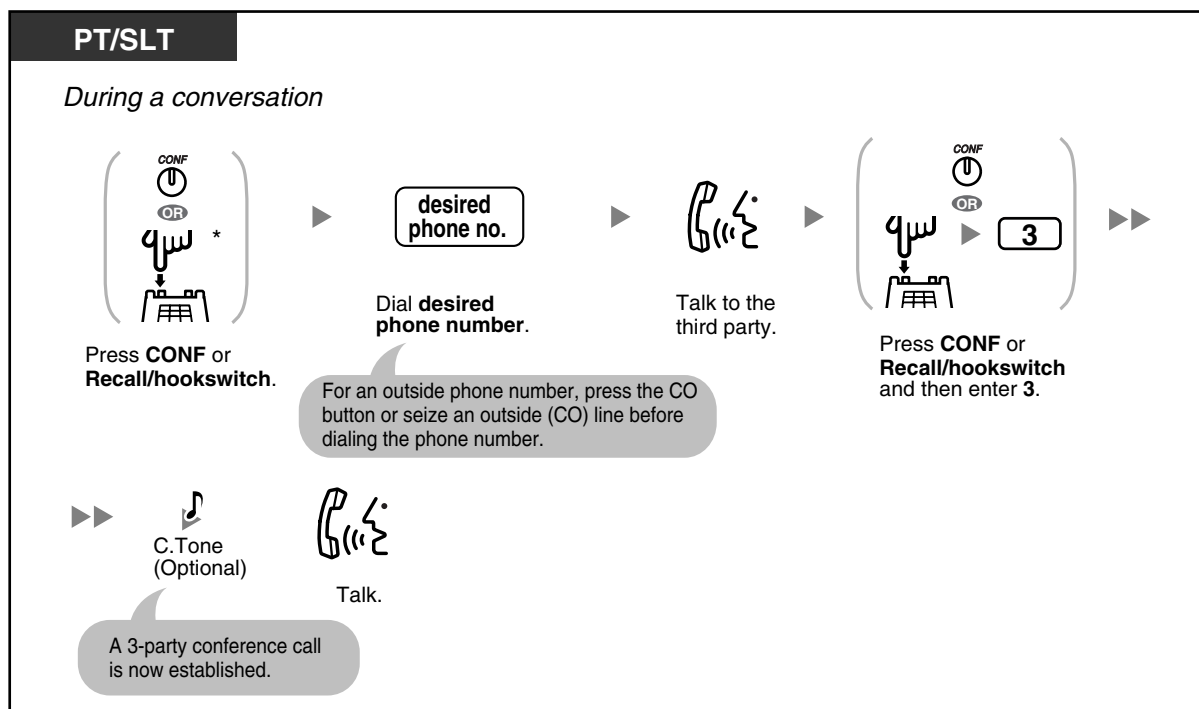 PT/SLT
During a conversation
CONF
OR
*
desired
phone no.
CONF
OR
3
Press CONF or
Recall/hookswitch.
Dial desired
phone number.
Talk to the
third party.
Press CONF or
Recall/hookswitch
and then enter 3.
For an outside phone number, press the CO
button or seize an outside (CO) line before
dialing the phone number.
C.Tone
(Optional)
Talk.
A 3-party conference call
is now established.